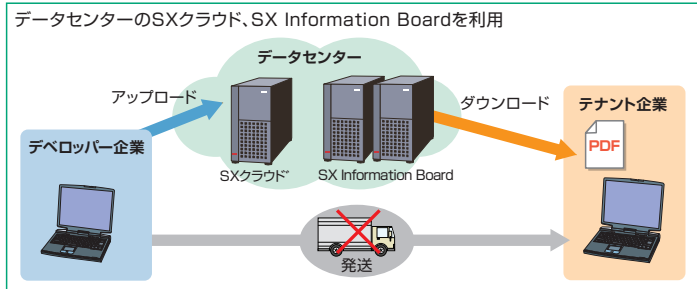 データセンターのSXクラウド、SX Information Boardを利用
データセンター
アップロード
ダウンロード
テナント企業
デベロッパー企業
PDF
SXクラウド*
SX Information Board
発送